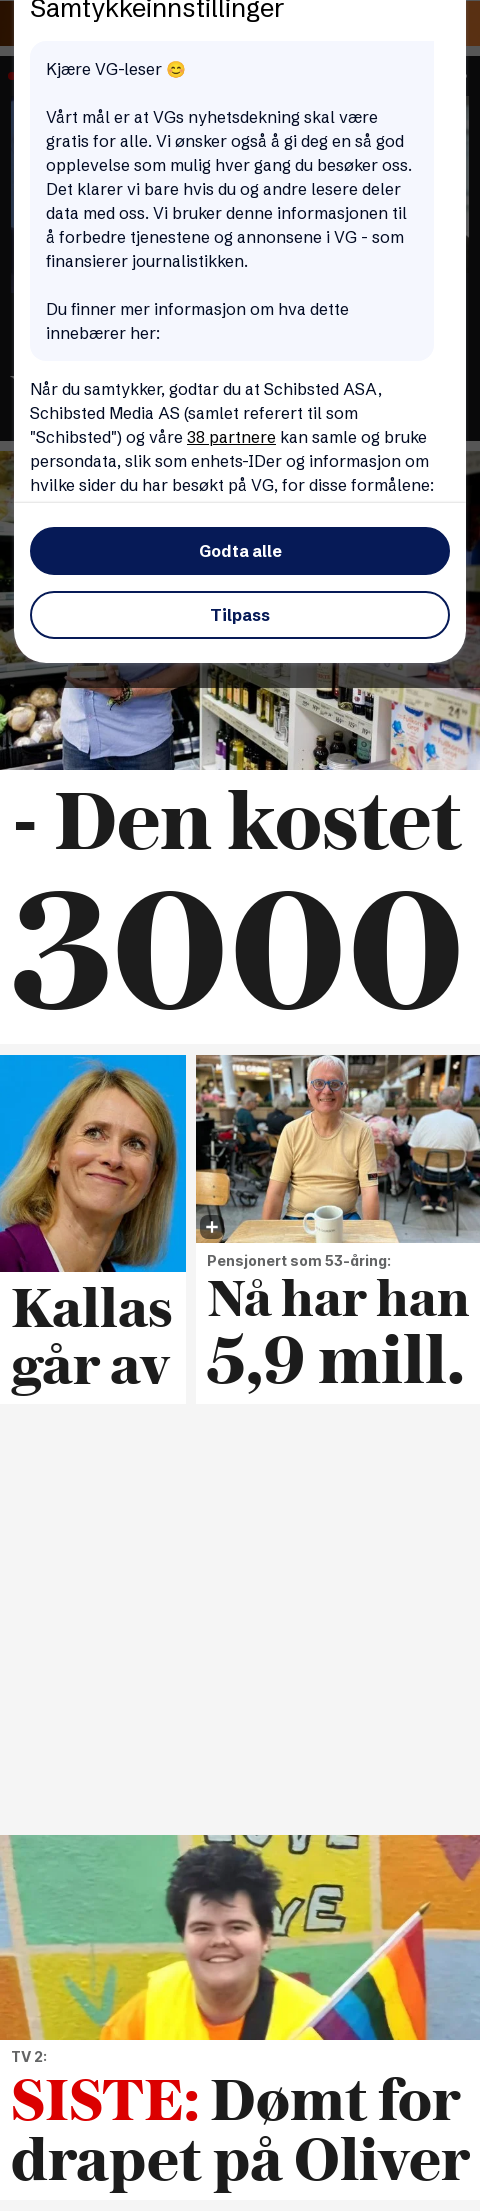 Samtykkeinnstillinger
Kjære VG-leser 😊
Vårt mål er at VGs nyhetsdekning skal være
gratis for alle. Vi ønsker også å gi deg en så god
opplevelse som mulig hver gang du besøker oss.
Det klarer vi bare hvis du og andre lesere deler
data med oss. Vi bruker denne informasjonen til
å forbedre tjenestene og annonsene i VG - som
finansierer journalistikken.
Du finner mer informasjon om hva dette
innebærer her:
Når du samtykker, godtar du at Schibsted ASA,
Schibsted Media AS (samlet referert til som
"Schibsted") og våre 38 partnere kan samle og bruke
persondata, slik som enhets-IDer og informasjon om
hvilke sider du har besøkt på VG, for disse formålene:
Godta alle
Tilpass
- Den kostet
3000
Kallas
går av
Pensjonert som 53-åring:
Nå har han
5,9 mill.
TV 2:
SISTE: Dømt for
drapet på Oliver